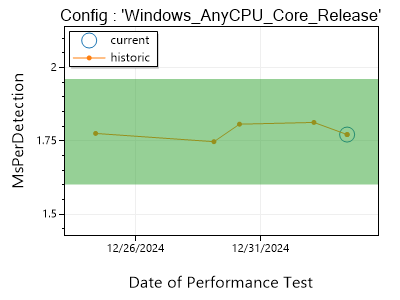 Config : 'Windows_AnyCPU_Core_Release'
current
historic
2
1.75
1.5
MsPerDetection
12/26/2024
12/31/2024
Date of Performance Test